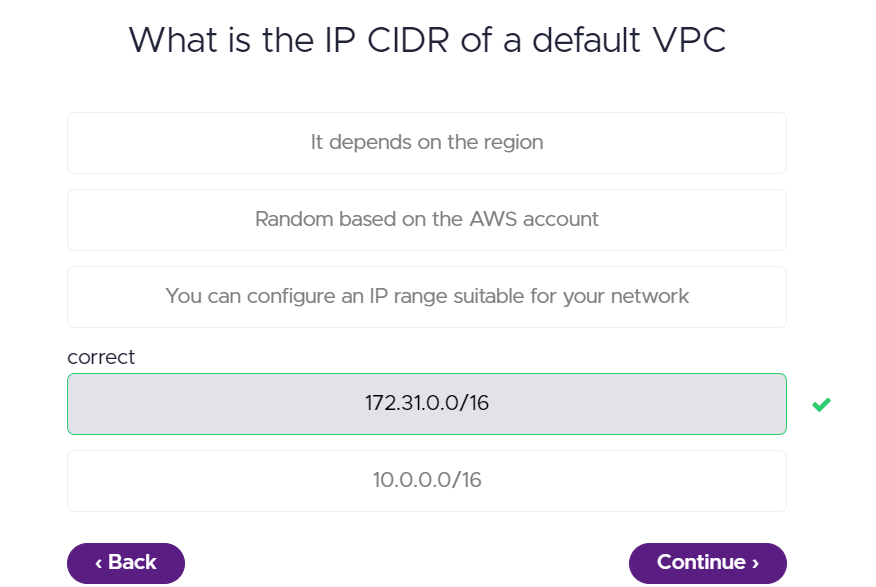 What is the IP CIDR of a default VPC
It depends on the region
Random based on the AWS account
You can configure an IP range suitable for your network
correct
172.31.0.0/16
10.0.0.0/16
‹ Back
Continue ›